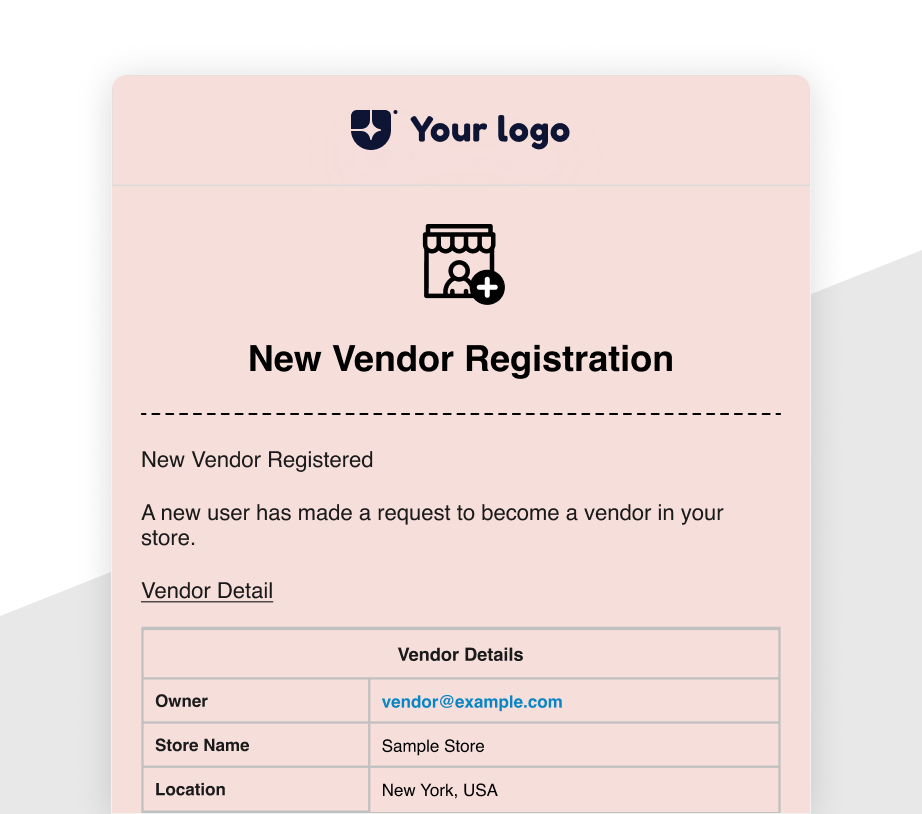 Your logo
New Vendor Registration
New Vendor Registered
A new user has made a request to become a vendor in your
store.
Vendor Detail
Vendor Details
Owner vendor@example.com
Store Name Sample Store
Location New York, USA